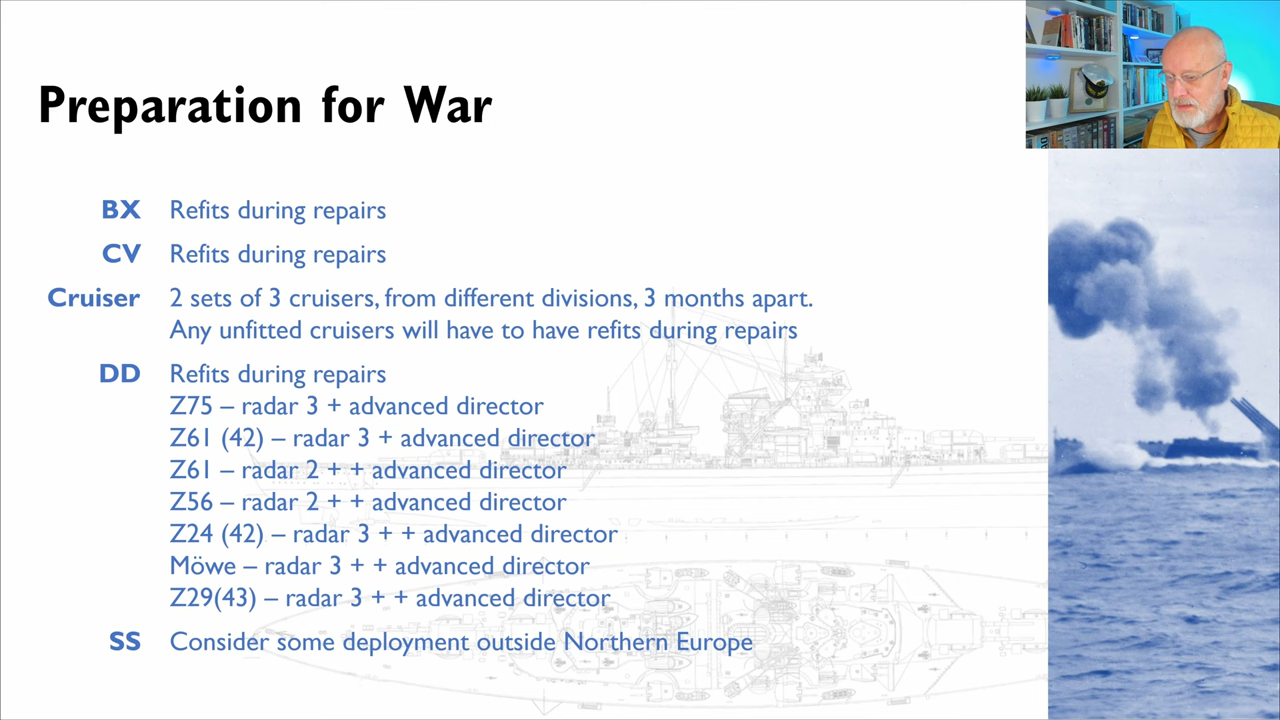 Preparation for War
BX Refits during repairs
CV Refits during repairs
Cruiser 2 sets of 3 cruisers, from different divisions, 3 months apart.
Any unfitted cruisers will have to have refits during repairs
DD Refits during repairs
Z75 – radar 3 + advanced director
Z61 (42) – radar 3 + advanced director
Z61 – radar 2 + + advanced director
Z56 – radar 2 + + advanced director
Z24 (42) – radar 3 + + advanced director
Möwe – radar 3 + + advanced director
Z29(43) – radar 3 + + advanced director
SS Consider some deployment outside Northern Europe